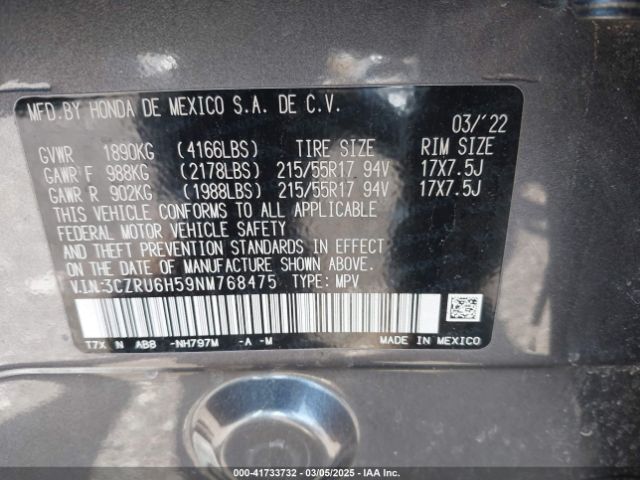 MFD.BY HONDA DE MEXICO S.A. DE C.V.
03/'22
GVWR 1890KG (4166LBS) TIRE SIZE RIM SIZE
GAWR F 988KG (2178LBS) 215/55R17 94V 17X7.5J
GAWR R 902KG (1988LBS) 215/55R17 94V 17X7.5J
THIS VEHICLE CONFORMS TO ALL APPLICABLE
FEDERAL MOTOR VEHICLE SAFETY
AND THEFT PREVENTION STANDARDS IN EFFECT
ON THE DATE OF MANUFACTURE SHOWN ABOVE.
V.I.N:3CZRU6H59NM768475 TYPE: MPV
T7X N AB8 -NH797M -A -M MADE IN MEXICO
000-41733732 — 03/05/2025 - IAA Inc.